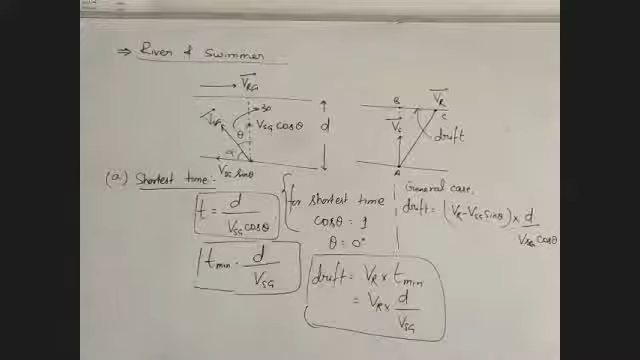 ⇒ River & Swimmer
V_RG
30
V_SG
V_SG cosθ
θ
α
d
V_SG sinθ
B
V_R
C
V_s
drift
A
(a) Shortest time:-
t = d / V_SG cosθ
for shortest time
cosθ = 1
θ = 0°
t_min = d / V_SG
General case,
drift = (V_R - V_SG sinθ) × d / V_SG cosθ
drift = V_R × t_min
= V_R × d / V_SG